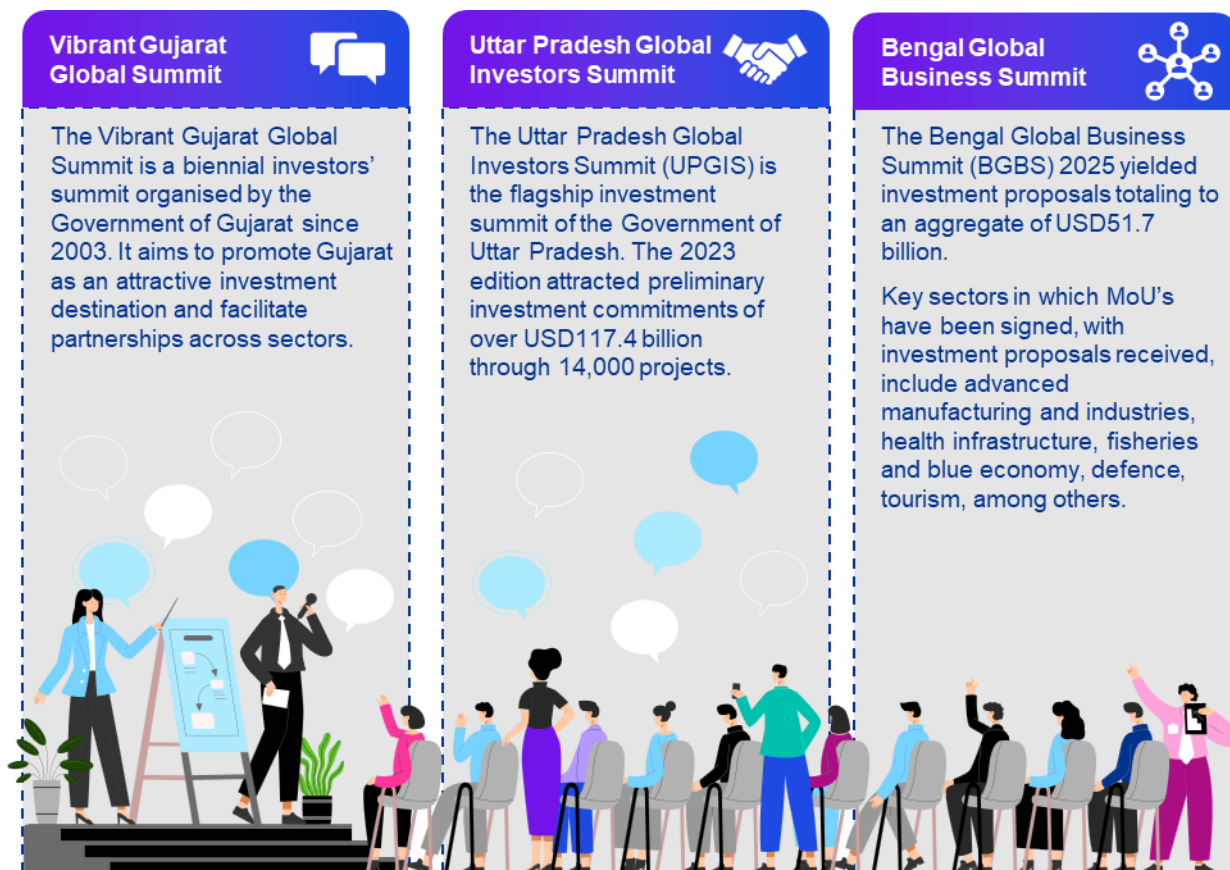 Vibrant Gujarat
Global Summit
The Vibrant Gujarat Global
Summit is a biennial investors'
summit organised by the
Government of Gujarat since
2003. It aims to promote Gujarat
as an attractive investment
destination and facilitate
partnerships across sectors.
Uttar Pradesh Global
Investors Summit
The Uttar Pradesh Global
Investors Summit (UPGIS) is
the flagship investment
summit of the Government of
Uttar Pradesh. The 2023
edition attracted preliminary
investment commitments of
over USD117.4 billion
through 14,000 projects.
Bengal Global
Business Summit
The Bengal Global Business
Summit (BGBS) 2025 yielded
investment proposals totaling to
an aggregate of USD51.7
billion.
Key sectors in which MoU's
have been signed, with
investment proposals received,
include advanced
manufacturing and industries,
health infrastructure, fisheries
and blue economy, defence,
tourism, among others.